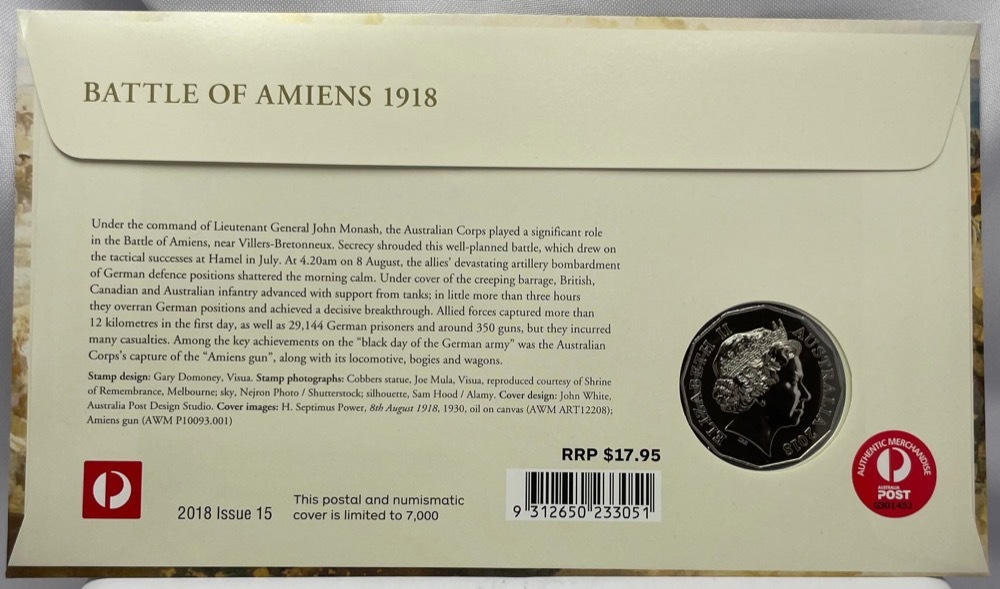 BATTLE OF AMIENS 1918
Under the command of Lieutenant General John Monash, the Australian Corps played a significant role
in the Battle of Amiens, near Villers-Bretonneux. Secrecy shrouded this well-planned battle, which drew on
the tactical successes at Hamel in July. At 4.20am on 8 August, the allies' devastating artillery bombardment
of German defence positions shattered the morning calm. Under cover of the creeping barrage, British,
Canadian and Australian infantry advanced with support from tanks; in little more than three hours
they overran German positions and achieved a decisive breakthrough. Allied forces captured more than
12 kilometres in the first day, as well as 29,144 German prisoners and around 350 guns, but they incurred
many casualties. Among the key achievements on the "black day of the German army" was the Australian
Corps's capture of the "Amiens gun", along with its locomotive, bogies and wagons.
Stamp design: Gary Domoney, Visua. Stamp photographs: Cobbers statue, Joe Mula, Visua, reproduced courtesy of Shrine
of Remembrance, Melbourne; sky, Nejron Photo / Shutterstock; silhouette, Sam Hood / Alamy. Cover design: John White,
Australia Post Design Studio. Cover images: H. Septimus Power, 8th August 1918, 1930, oil on canvas (AWM ART12208);
Amiens gun (AWM P10093.001)
ELIZABETH II
AUSTRALIA 2018
RRP $17.95
9 312650 233051
2018 Issue 15
This postal and numismatic
cover is limited to 7,000
AUTHENTIC MERCHANDISE
AUSTRALIA
POST